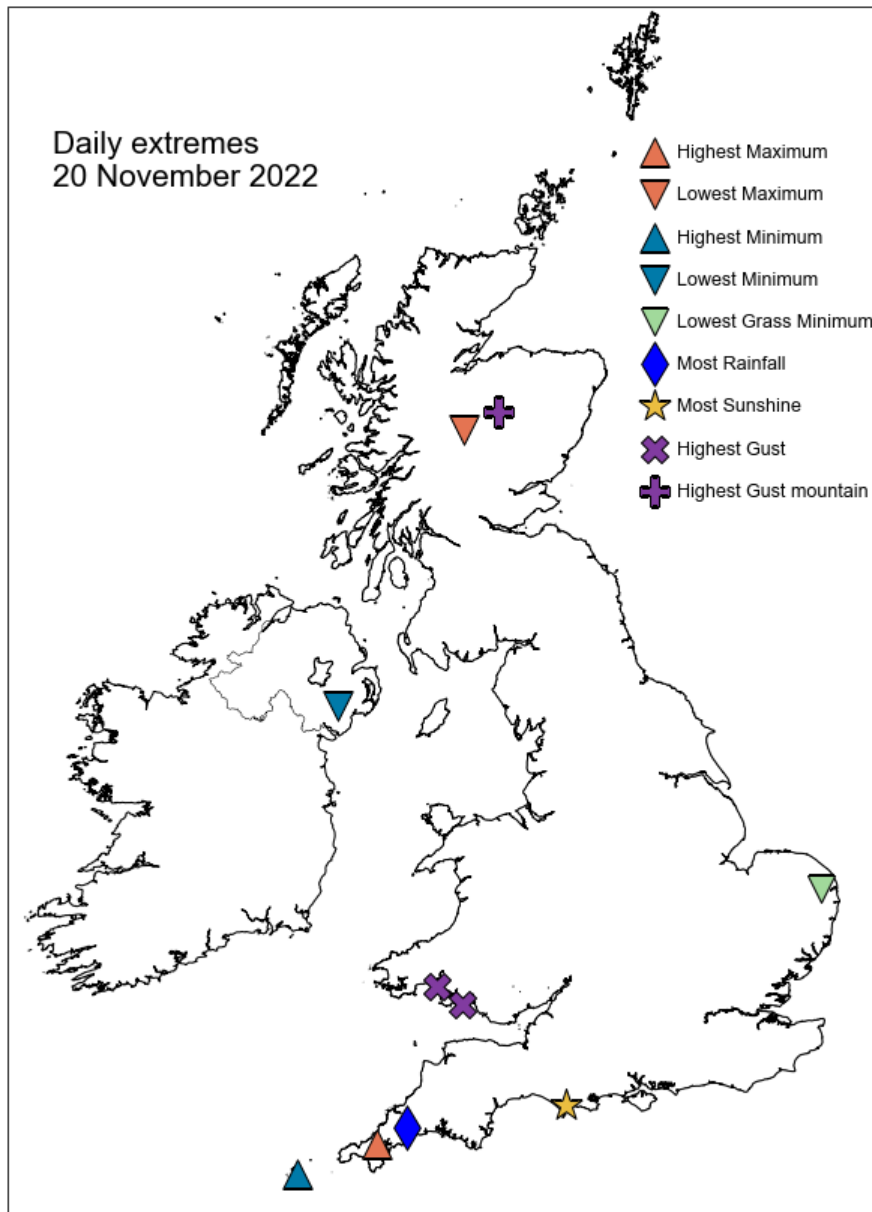 Daily extremes
20 November 2022
Highest Maximum
Lowest Maximum
Highest Minimum
Lowest Minimum
Lowest Grass Minimum
Most Rainfall
Most Sunshine
Highest Gust
Highest Gust mountain